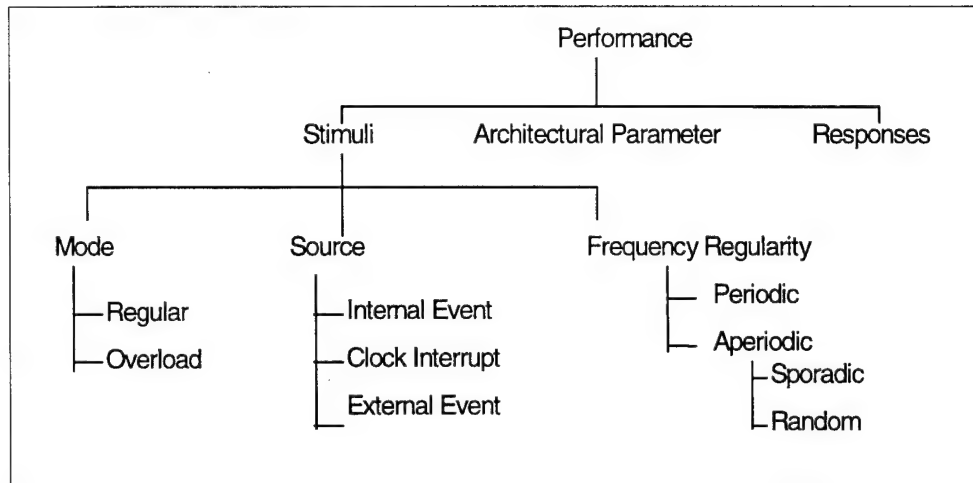 Performance
Stimuli Architectural Parameter Responses
Mode Source Frequency Regularity
Regular
Overload
Internal Event
Clock Interrupt
External Event
Periodic
Aperiodic
Sporadic
Random